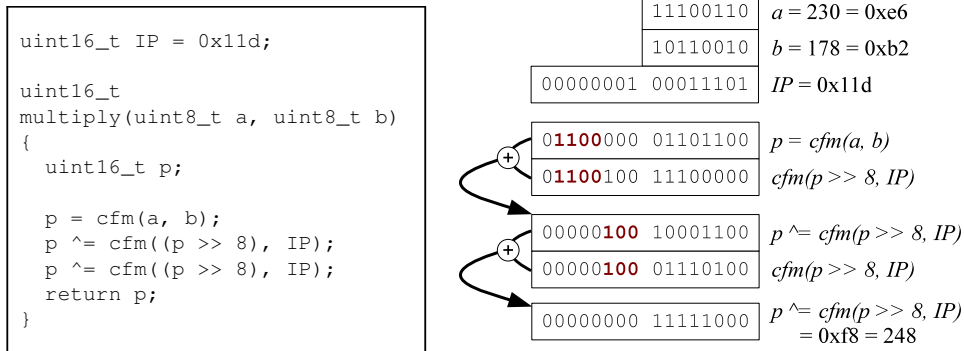 uint16_t IP = 0x11d;
uint16_t
multiply(uint8_t a, uint8_t b)
{
uint16_t p;
p = cfm(a, b);
p ^= cfm((p >> 8), IP);
p ^= cfm((p >> 8), IP);
return p;
}
11100110 a = 230 = 0xe6
10110010 b = 178 = 0xb2
00000001 00011101 IP = 0x11d
01100000 01101100 p = cfm(a, b)
+
01100100 11100000 cfm(p >> 8, IP)
00000100 10001100 p ^= cfm(p >> 8, IP)
+
00000100 01110100 cfm(p >> 8, IP)
00000000 11111000 p ^= cfm(p >> 8, IP)
= 0xf8 = 248